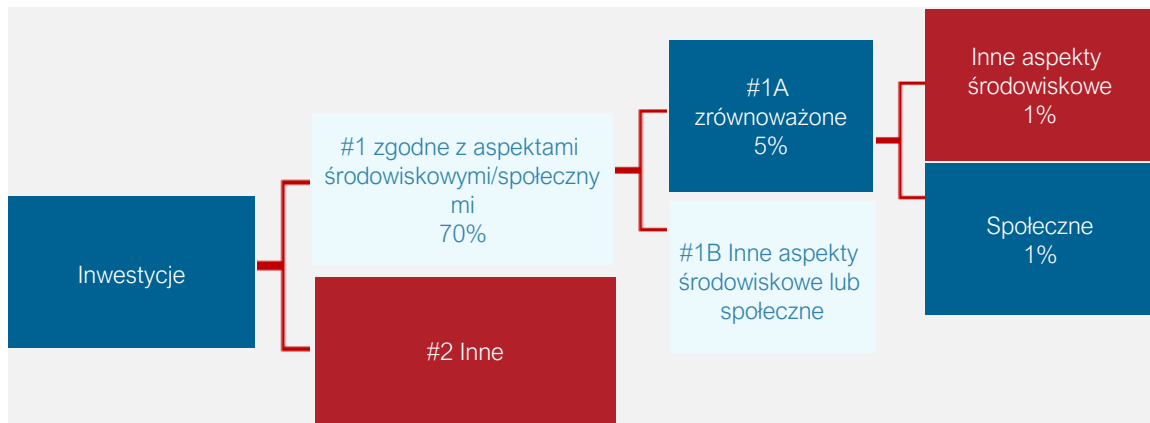 Inwestycje
#1 zgodne z aspektami
środowiskowymi/społeczny
mi
70%
#2 Inne
#1A
zrównoważone
5%
#1B Inne aspekty
środowiskowe lub
społeczne
Inne aspekty
środowiskowe
1%
Społeczne
1%